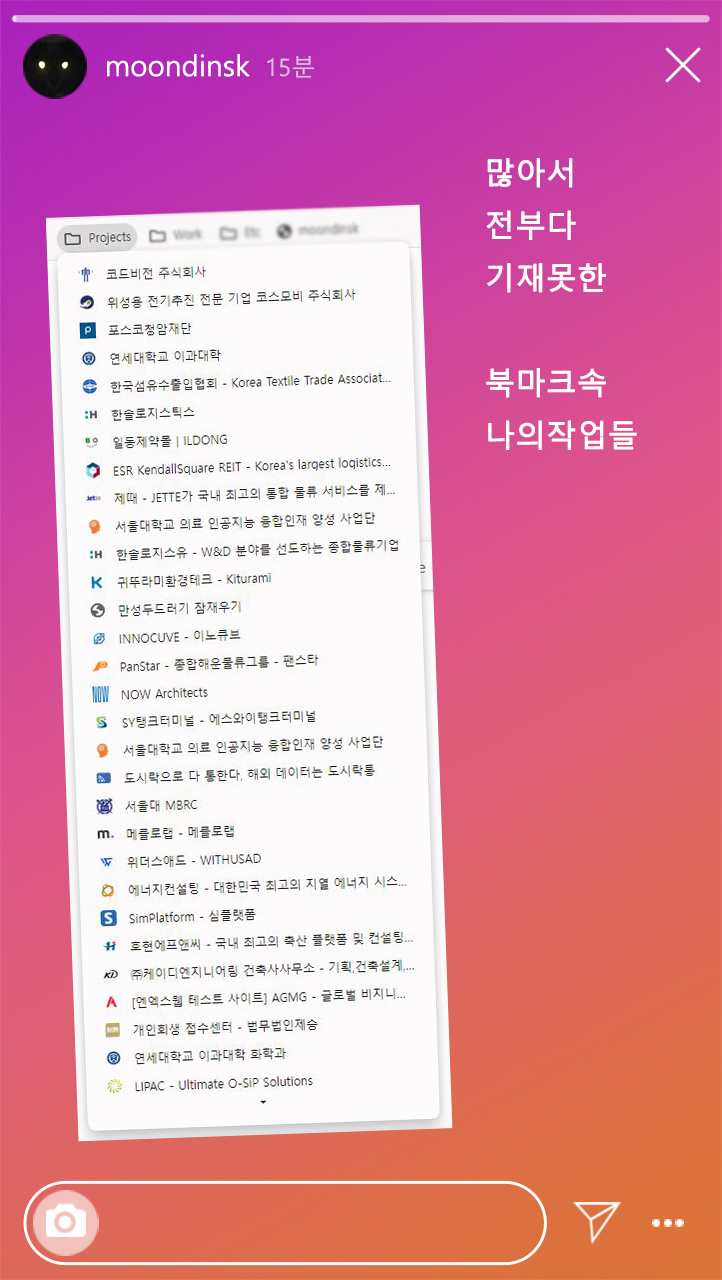 moondinsk 15분
많아서
전부다
기재못한
북마크속
나의작업들
Projects Work Etc moondinsk
코드비전 주식회사
위성용 전기추진 전문 기업 코스모비 주식회사
포스코청암재단
연세대학교 이과대학
한국섬유수출입협회 - Korea Textile Trade Associat...
한솔로지스틱스
일동제약몰 | ILDONG
ESR KendallSquare REIT - Korea's largest logistics...
제때 - JETTE가 국내 최고의 통합 물류 서비스를 제...
서울대학교 의료 인공지능 융합인재 양성 사업단
한솔로지스유 - W&D 분야를 선도하는 종합물류기업
귀뚜라미환경테크 - Kiturami
만성두드러기 잠재우기
INNOCUVE - 이노큐브
PanStar - 종합해운물류그룹 - 팬스타
NOW Architects
SY탱크터미널 - 에스와이탱크터미널
서울대학교 의료 인공지능 융합인재 양성 사업단
도시락으로 다 통한다, 해외 데이터는 도시락통
서울대 MBRC
메플로랩 - 메플로랩
위더스애드 - WITHUSAD
에너지컨설팅 - 대한민국 최고의 지열 에너지 시스...
SimPlatform - 심플랫폼
호현에프앤씨 - 국내 최고의 축산 플랫폼 및 컨설팅...
㈜케이디엔지니어링 건축사사무소 - 기획,건축설계,...
[엔엑스웹 테스트 사이트] AGMG - 글로벌 비지니...
개인회생 접수센터 - 법무법인제승
연세대학교 이과대학 화학과
LIPAC - Ultimate O-SiP Solutions